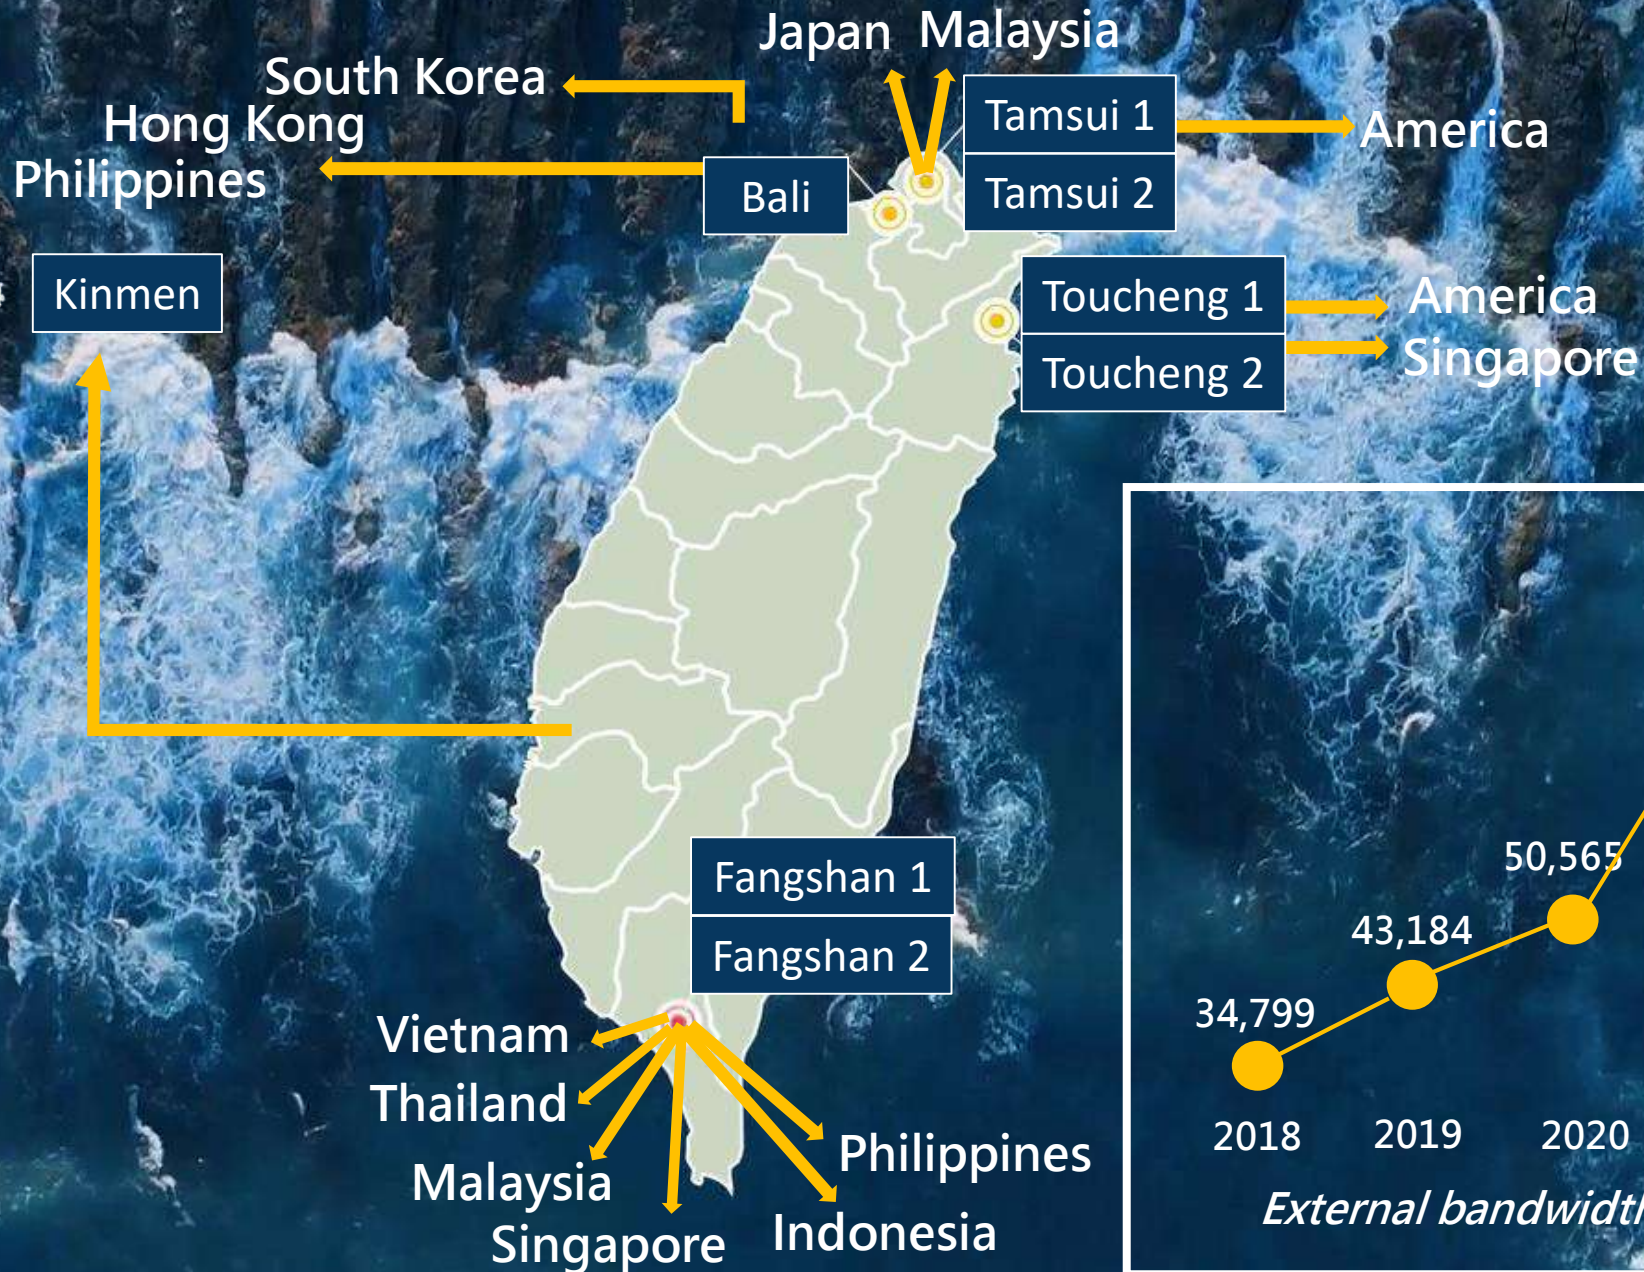 Japan Malaysia
South Korea
Hong Kong
Philippines
Tamsui 1
America
Tamsui 2
Bali
Kinmen
Toucheng 1
America
Toucheng 2
Singapore
Fangshan 1
Fangshan 2
Vietnam
Thailand
Malaysia
Singapore
Indonesia
Philippines
50,565
43,184
34,799
2018 2019 2020
External bandwidth